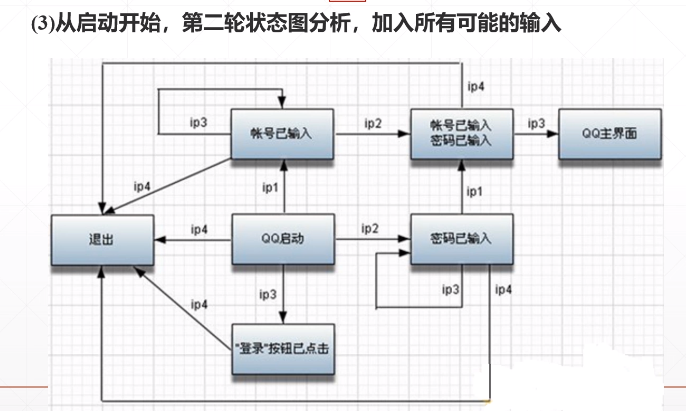 (3)从启动开始，第二轮状态图分析，加入所有可能的输入
ip4
ip3
帐号已输入
ip2
帐号已输入
密码已输入
ip3
QQ主界面
ip4
ip1
ip1
退出
ip4
QQ启动
ip2
密码已输入
ip4
ip3
ip3
ip4
"登录"按钮已点击